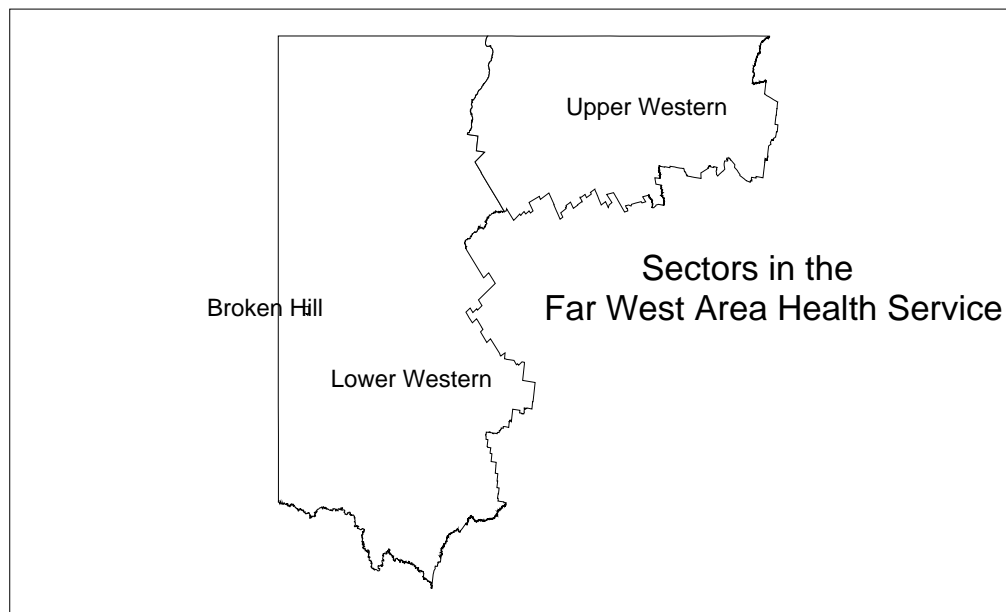 Upper Western
Sectors in the
Far West Area Health Service
Broken Hill
Lower Western